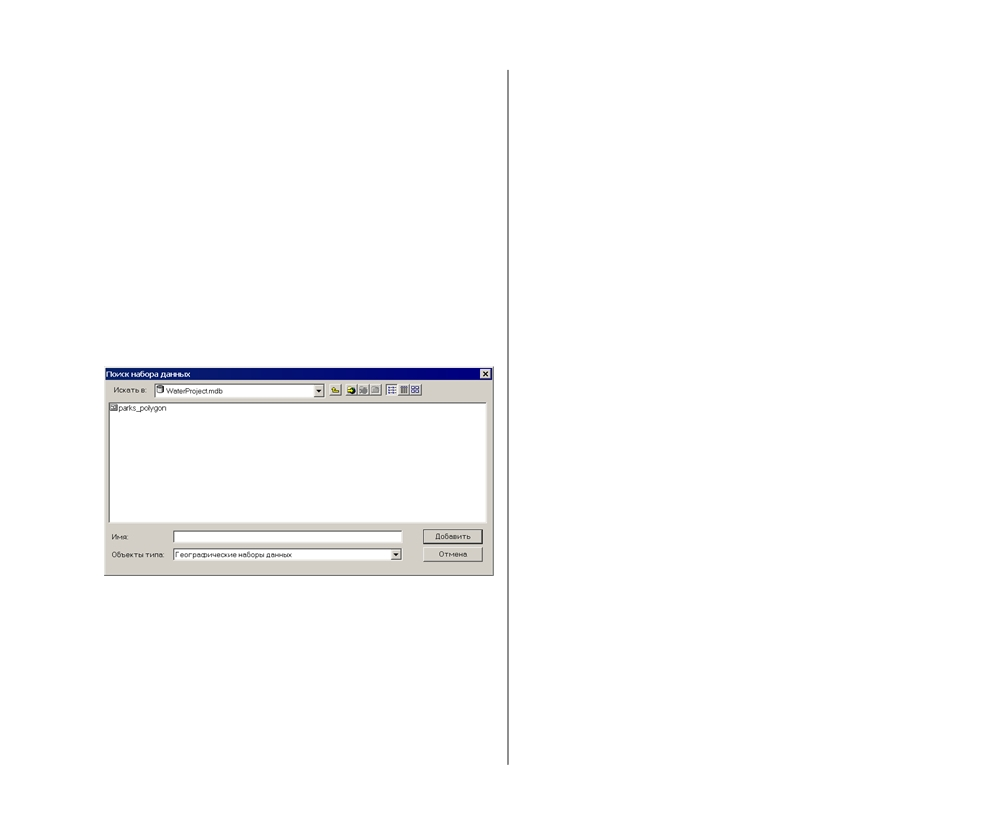 Поиск набора данных
Искать в: WaterProject.mdb
parks_polygon
Имя:
Добавить
Объекты типа: Географические наборы данных
Отмена